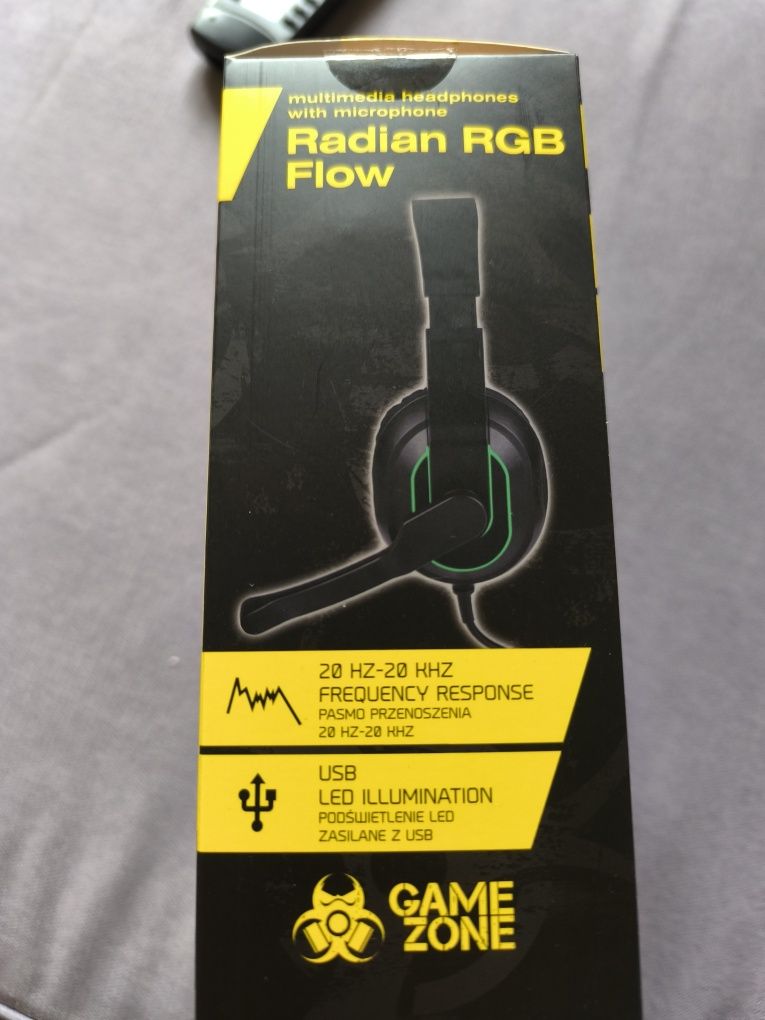 multimedia headphones
with microphone
Radian RGB
Flow
20 HZ-20 KHZ
FREQUENCY RESPONSE
PASMO PRZENOSZENIA
20 HZ-20 KHZ
USB
LED ILLUMINATION
PODŚWIETLENIE LED
ZASILANE Z USB
GAME
ZONE